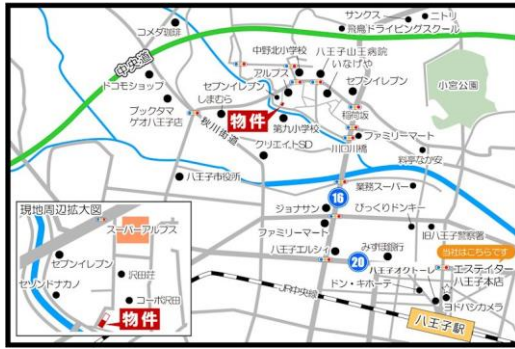 サンクス
ニトリ
飛鳥ドライビングスクール
コメダ珈琲
中央道
中野北小学校
八王子山王病院
いなげや
アルプス
セブンイレブン
セブンイレブン
ドコモショップ
しまむら
小宮公園
ブックタマ
ゲオ八王子店
秋川街道
物件
稲荷坂
第九小学校
ファミリーマート
川口川橋
クリエイトSD
料亭なか安
八王子市役所
業務スーパー
16
ジョナサン
びっくりドンキー
ファミリーマート
旧八王子警察署
八王子エルシィ
みずほ銀行
20
当社はこちらです
八王子オクトーレ
エステイター
八王子本店
ドン・キホーテ
JR中央線
ヨドバシカメラ
八王子駅
現地周辺拡大図
スーパーアルプス
セブンイレブン
沢田荘
セゾンドナカノ
コーポ沢田
物件